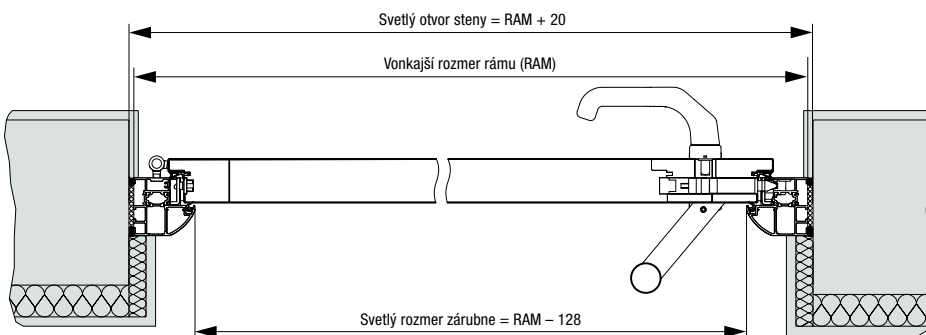 Svetlý otvor steny = RAM + 20
Vonkajší rozmer rámu (RAM)
Svetlý rozmer zárubne = RAM – 128